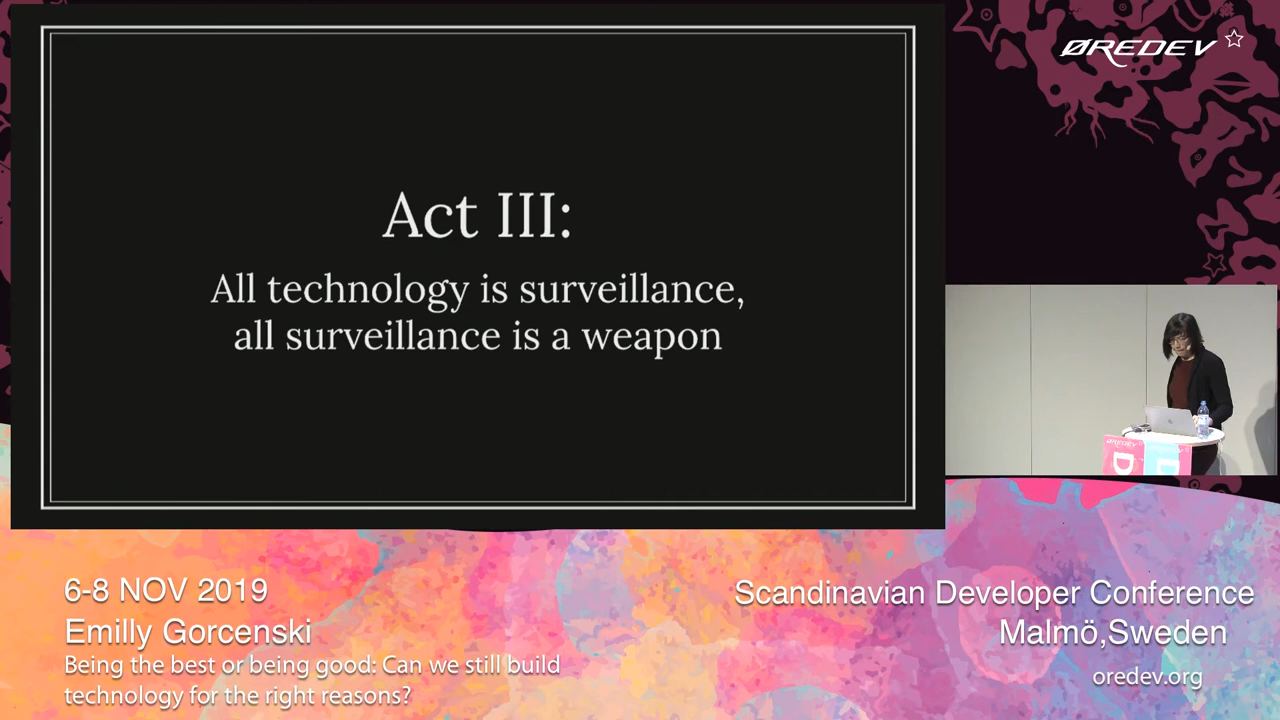 Act III:
All technology is surveillance,
all surveillance is a weapon
ØREDEV
ØREDEV
D
6-8 NOV 2019
Emilly Gorcenski
Being the best or being good: Can we still build
technology for the right reasons?
Scandinavian Developer Conference
Malmö,Sweden
oredev.org